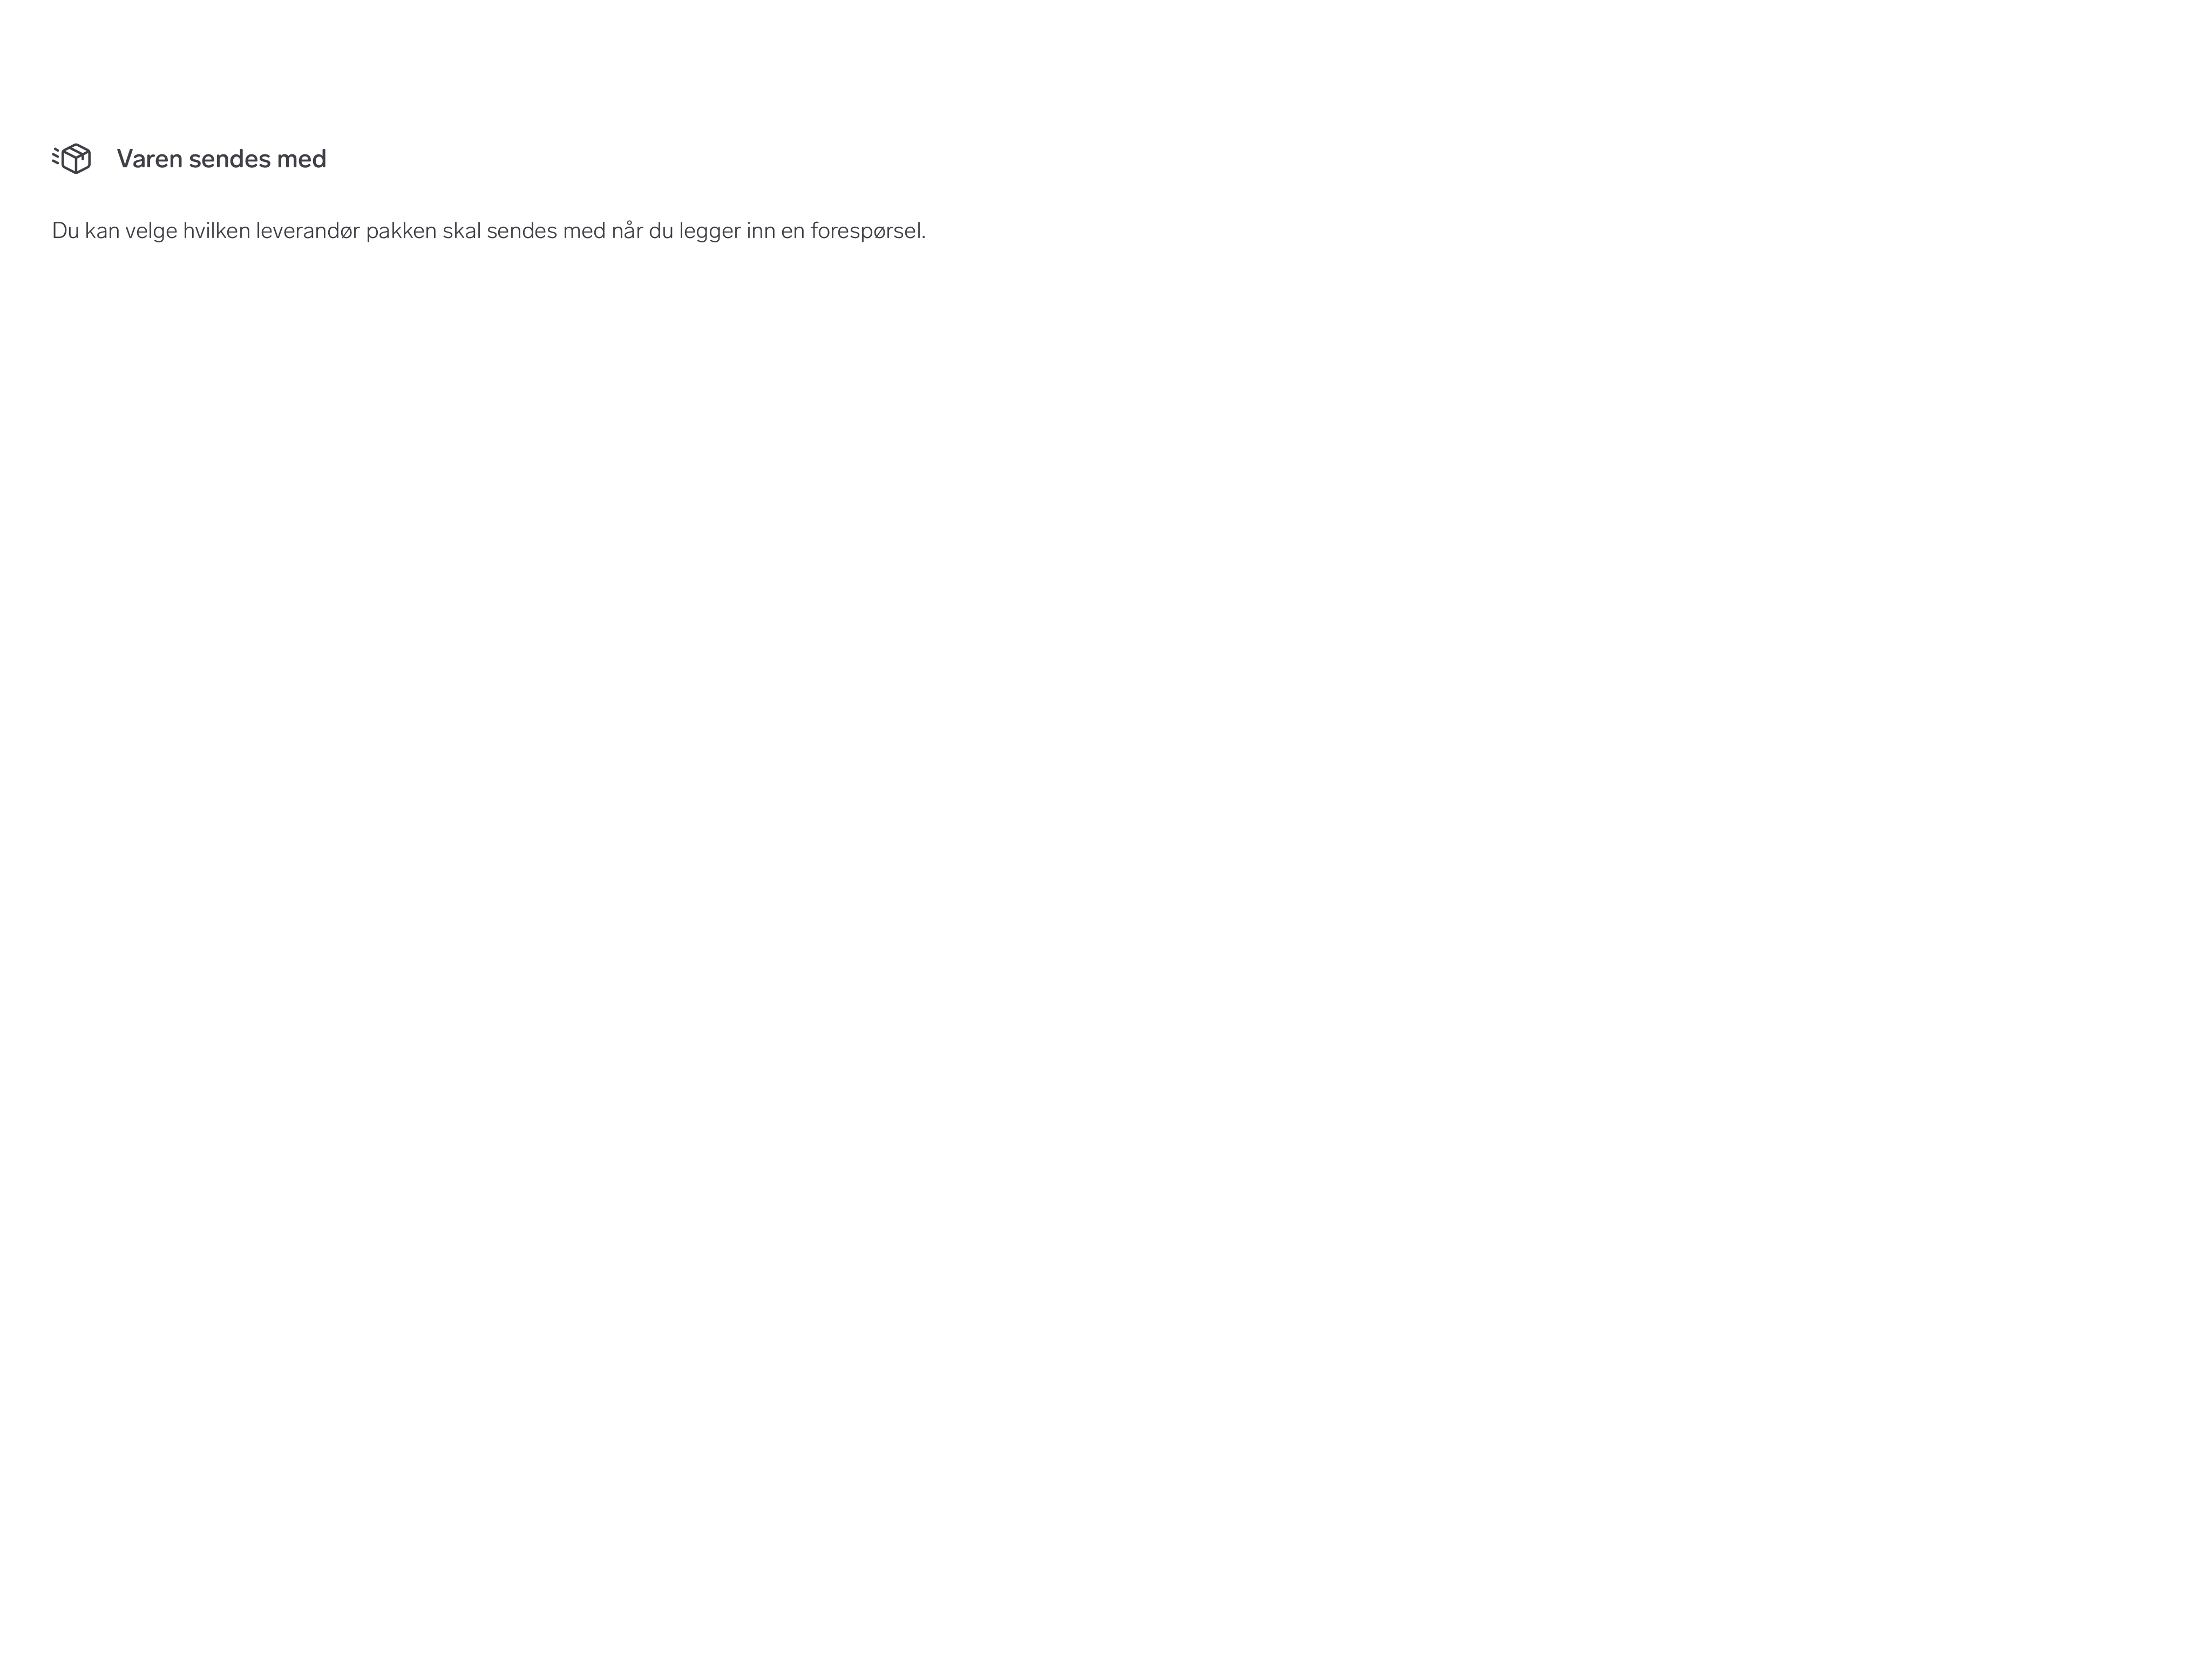 Varen sendes med
Du kan velge hvilken leverandør pakken skal sendes med når du legger inn en forespørsel.